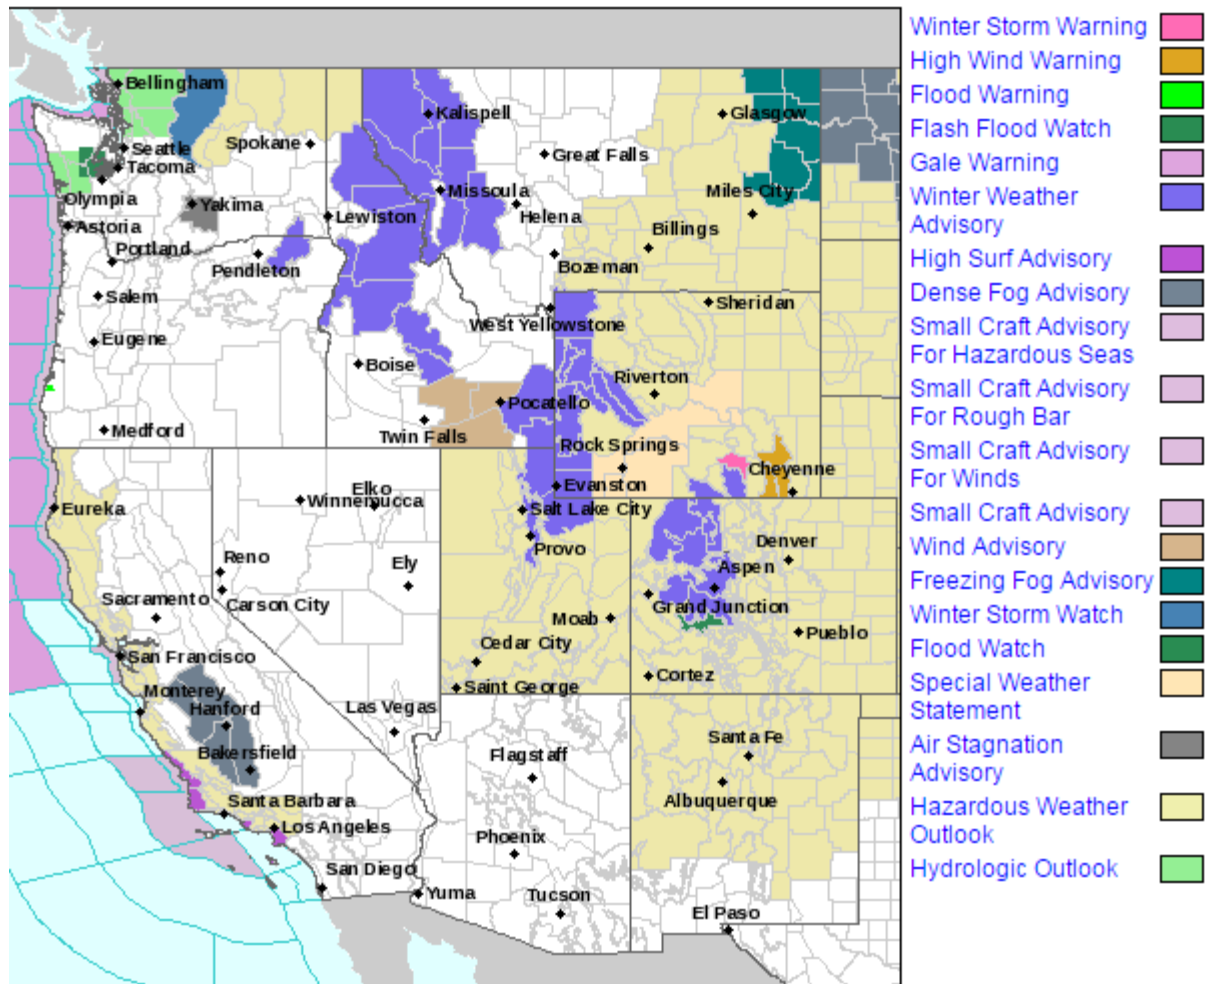 Bellingham
Kalispell
Glasgow
Seattle
Spokane
Great Falls
Tacoma
Missoula
Miles City
Olympia
Yakima
Lewiston
Helena
Astoria
Billings
Portland
Pendleton
Bozeman
Salem
Sheridan
West Yellowstone
Eugene
Boise
Riverton
Pocatello
Medford
Twin Falls
Rock Springs
Cheyenne
Evanston
Elko
Winnemucca
Eureka
Salt Lake City
Provo
Denver
Reno
Ely
Aspen
Sacramento
Carson City
Grand Junction
Moab
Pueblo
Cedar City
San Francisco
Cortez
Saint George
Monterey
Hanford
Las Vegas
Santa Fe
Bakersfield
Flagstaff
Albuquerque
Santa Barbara
Los Angeles
Phoenix
San Diego
Yuma
Tucson
El Paso
Winter Storm Warning
High Wind Warning
Flood Warning
Flash Flood Watch
Gale Warning
Winter Weather
Advisory
High Surf Advisory
Dense Fog Advisory
Small Craft Advisory
For Hazardous Seas
Small Craft Advisory
For Rough Bar
Small Craft Advisory
For Winds
Small Craft Advisory
Wind Advisory
Freezing Fog Advisory
Winter Storm Watch
Flood Watch
Special Weather
Statement
Air Stagnation
Advisory
Hazardous Weather
Outlook
Hydrologic Outlook